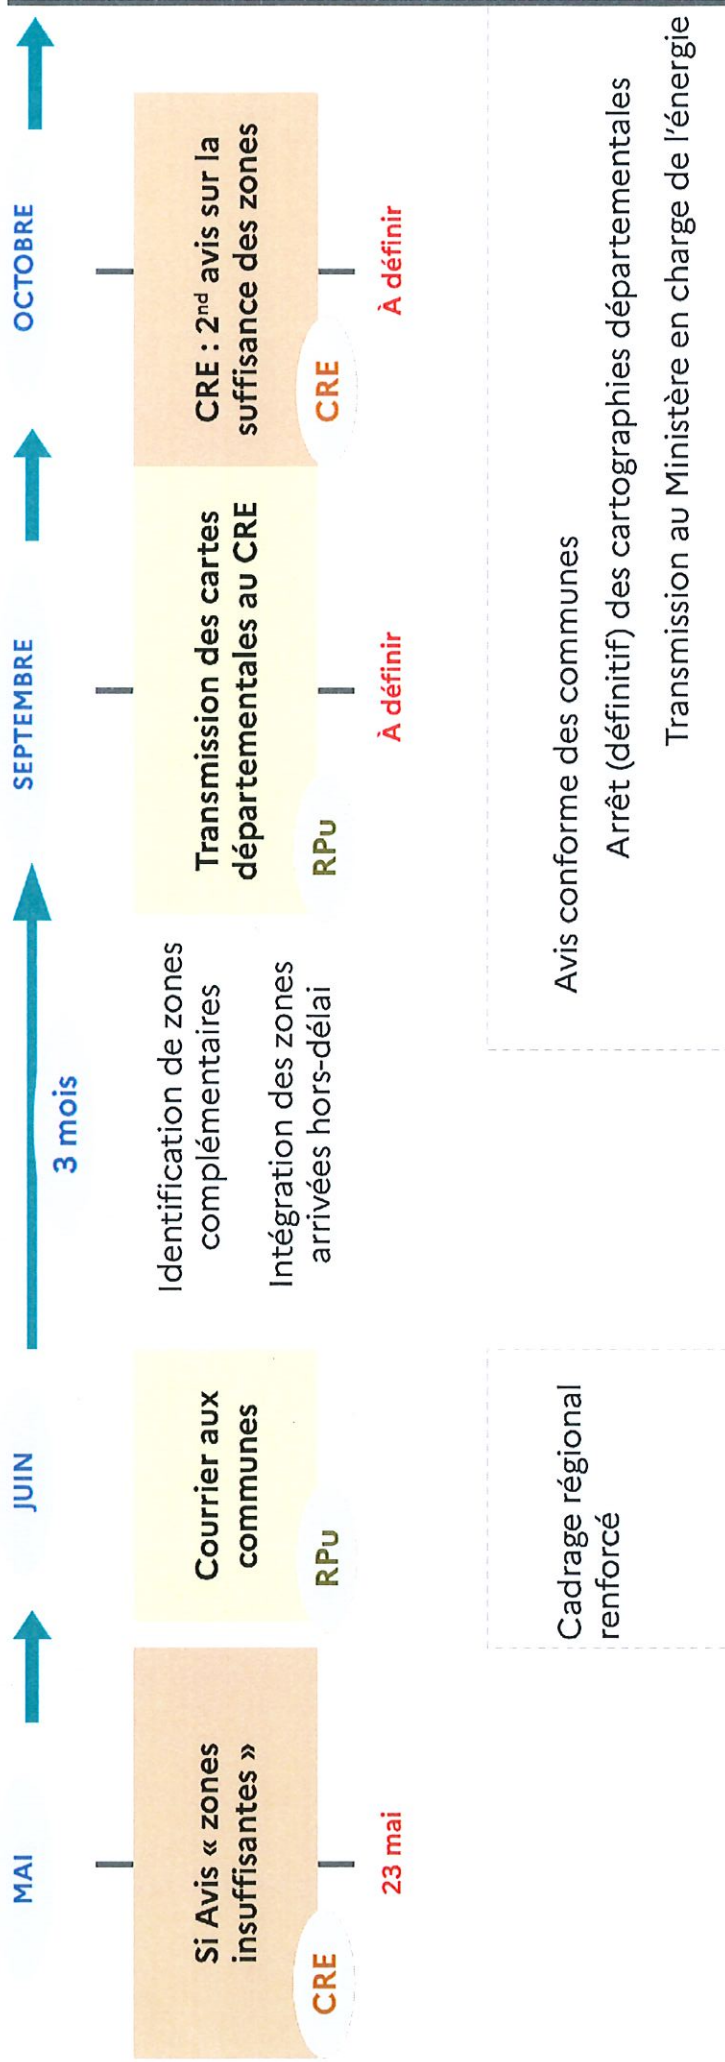 MAI
JUIN
3 mois
SEPTEMBRE
OCTOBRE
Si Avis « zones
insuffisantes »
CRE
23 mai
Courrier aux
communes
RPu
Identification de zones
complémentaires
Intégration des zones
arrivées hors-délai
Transmission des cartes
départementales au CRE
RPu
À définir
CRE : 2nd avis sur la
suffisance des zones
CRE
À définir
Cadrage régional
renforcé
Avis conforme des communes
Arrêt (définitif) des cartographies départementales
Transmission au Ministère en charge de l'énergie